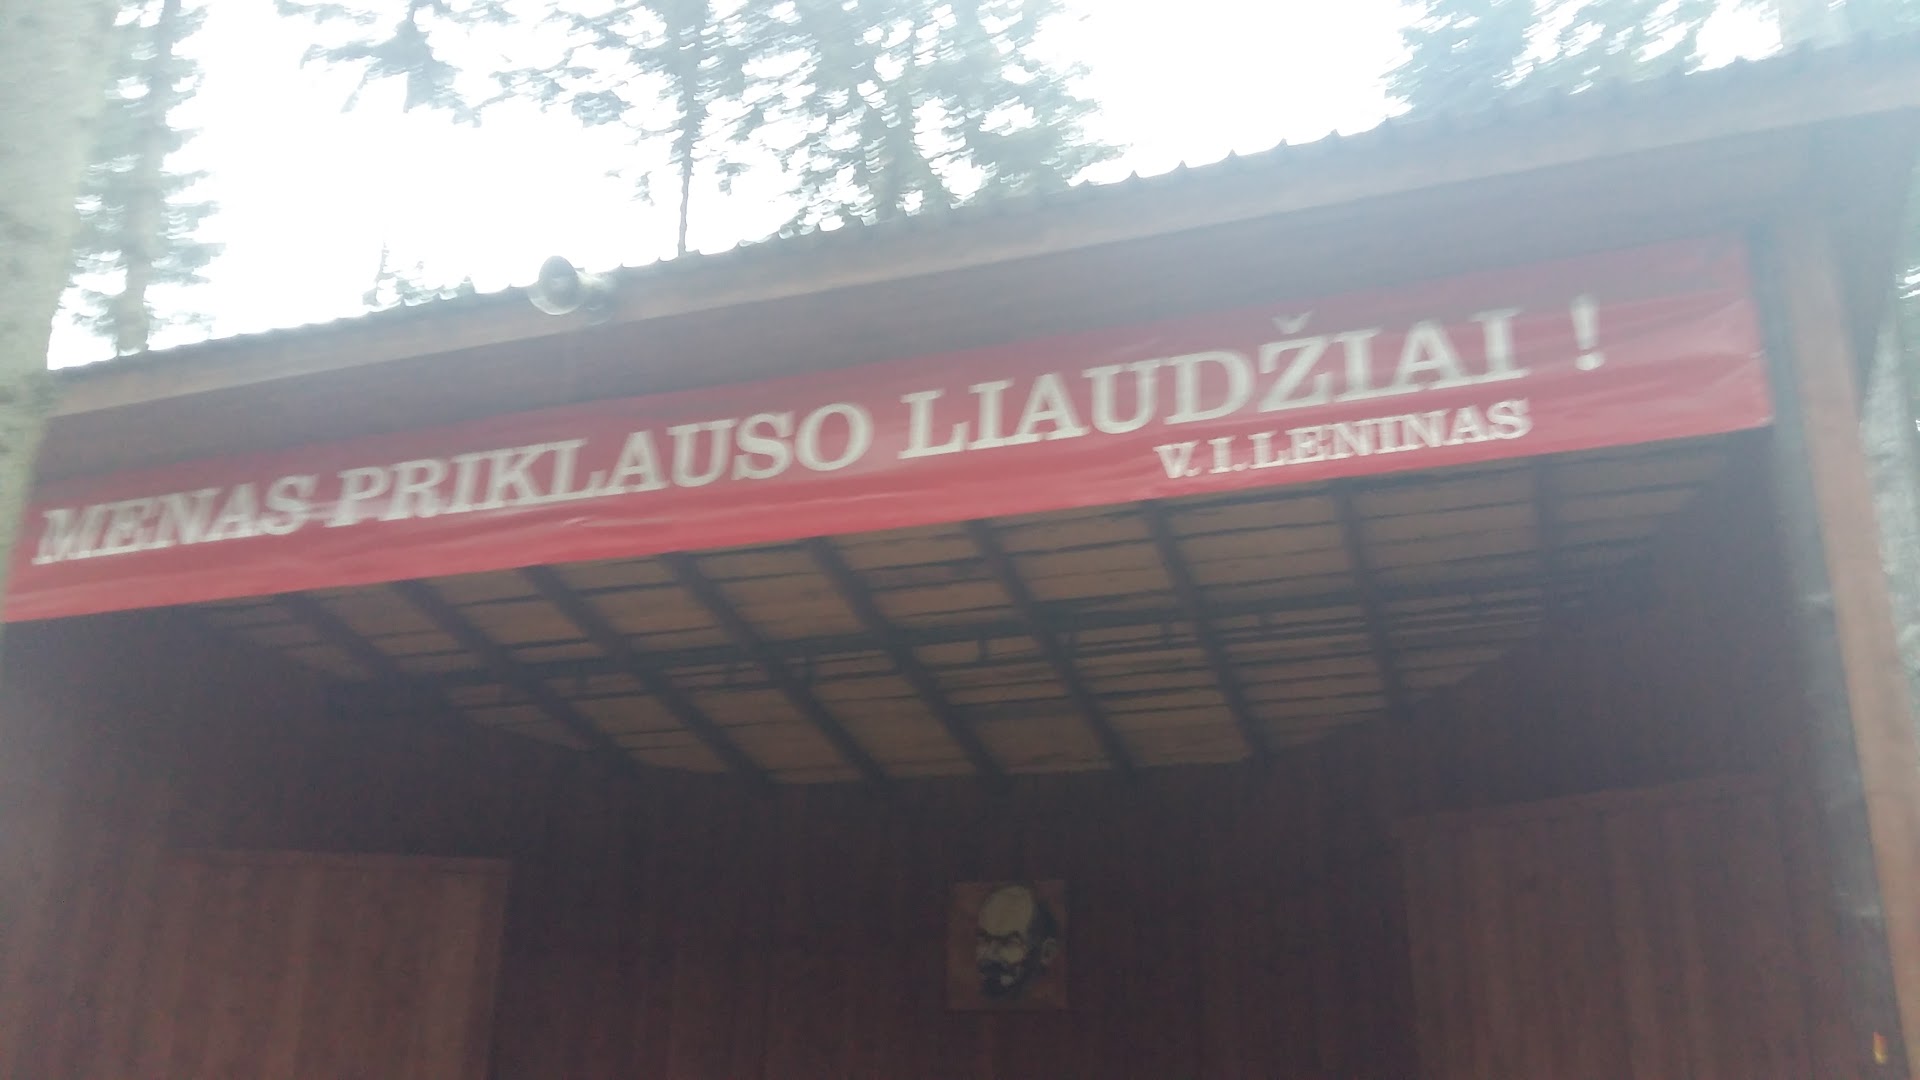 MENAS PRIKLAUSO LIAUDŽIAI !
V. I. LENINAS